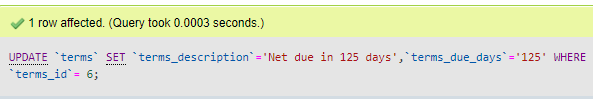 1 row affected. (Query took 0.0003 seconds.)
UPDATE `terms` SET `terms_description`='Net due in 125 days',`terms_due_days`='125' WHERE
`terms_id`= 6;